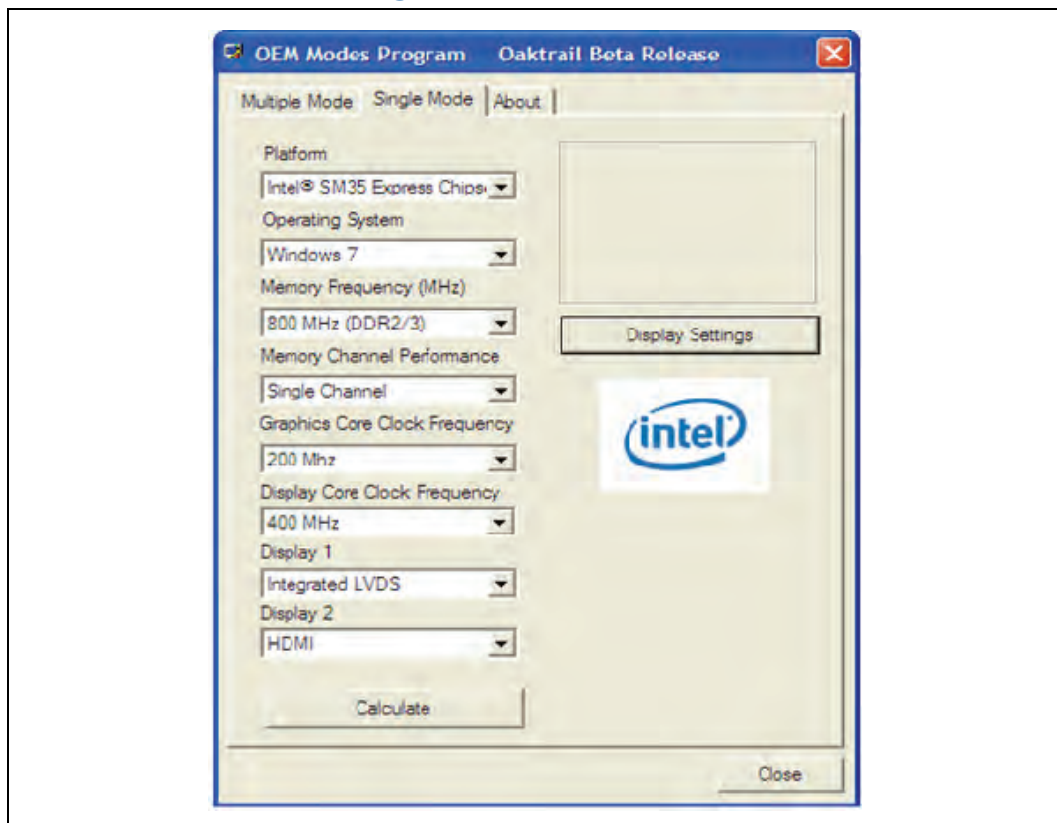 OEM Modes Program Oaktrail Beta Release
Multiple Mode Single Mode About
Platform
Intel® SM35 Express Chips
Operating System
Windows 7
Memory Frequency (MHz)
800 MHz (DDR2/3)
Memory Channel Performance
Single Channel
Graphics Core Clock Frequency
200 Mhz
Display Core Clock Frequency
400 MHz
Display 1
Integrated LVDS
Display 2
HDMI
Calculate
Display Settings
intel
Close